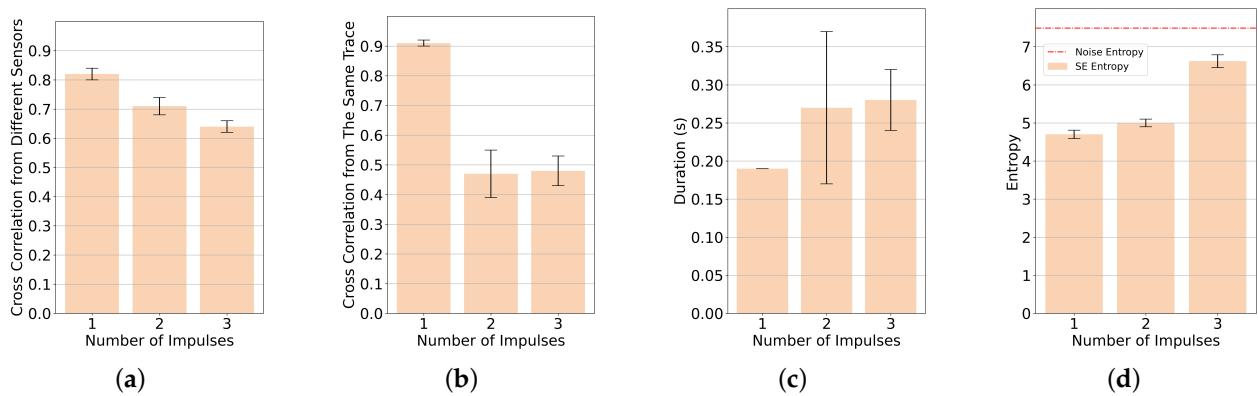 Cross Correlation from Different Sensors
0.9
0.8
0.7
0.6
0.5
0.4
0.3
0.2
0.1
0.0
1 2 3
Number of Impulses
(a)
Cross Correlation from The Same Trace
0.9
0.8
0.7
0.6
0.5
0.4
0.3
0.2
0.1
0.0
1 2 3
Number of Impulses
(b)
Duration (s)
0.35
0.30
0.25
0.20
0.15
0.10
0.05
0.00
1 2 3
Number of Impulses
(c)
Entropy
7
6
5
4
3
2
1
0
Noise Entropy
SE Entropy
1 2 3
Number of Impulses
(d)